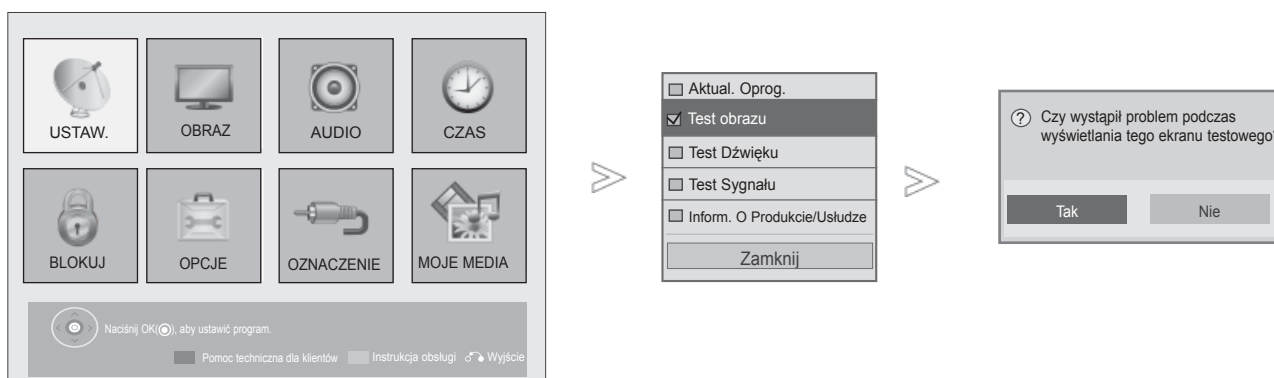 USTAW.
OBRAZ
AUDIO
CZAS
BLOKUJ
OPCJE
OZNACZENIE
MOJE MEDIA
Naciśnij OK(◉), aby ustawić program.
Pomoc techniczna dla klientów Instrukcja obsługi Wyjście
Aktual. Oprog.
Test obrazu
Test Dźwięku
Test Sygnału
Inform. O Produkcie/Usłudze
Zamknij
? Czy wystąpił problem podczas
wyświetlania tego ekranu testowego?
Tak
Nie